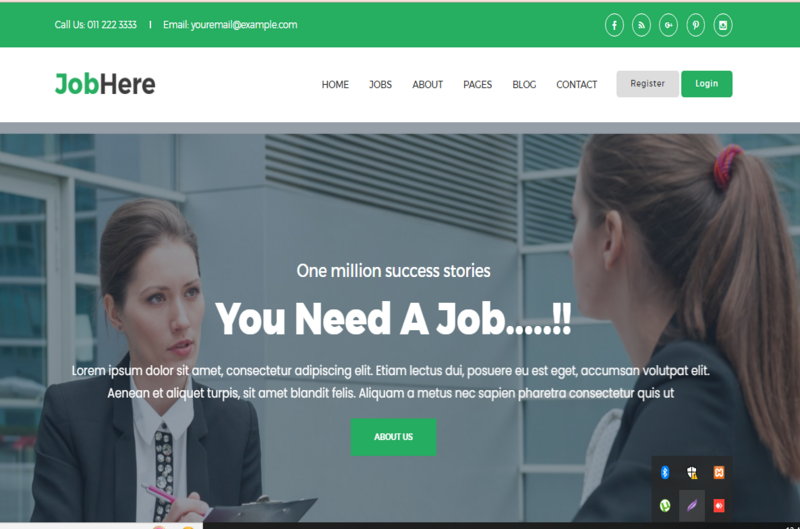 Call Us: 011 222 3333 | Email: youremail@example.com
JobHere
HOME JOBS ABOUT PAGES BLOG CONTACT Register Login
One million success stories
You Need A Job.....!!
Lorem ipsum dolor sit amet, consectetur adipiscing elit. Etiam lectus dui, posuere eu est eget, accumsan volutpat elit.
Aenean et aliquet turpis, sit amet blandit felis. Aliquam a metus nec sapien pharetra consectetur quis ut
ABOUT US